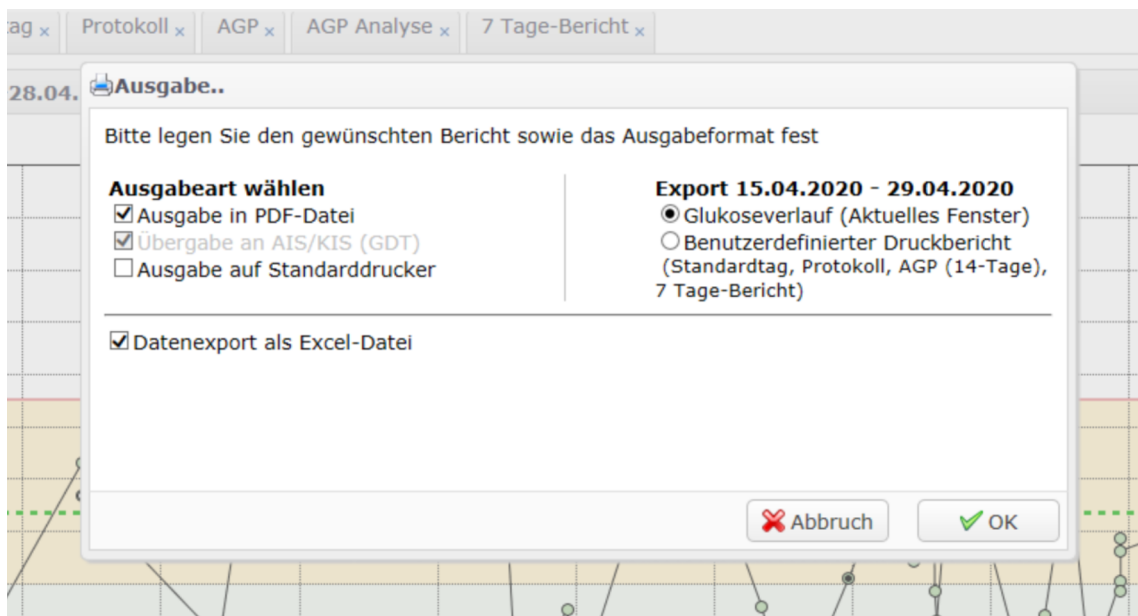 Protokoll x AGP x AGP Analyse x 7 Tage-Bericht x
28.04.
Ausgabe..
Bitte legen Sie den gewünschten Bericht sowie das Ausgabeformat fest
Ausgabeart wählen
Ausgabe in PDF-Datei
Übergabe an AIS/KIS (GDT)
Ausgabe auf Standarddrucker
Export 15.04.2020 - 29.04.2020
Glukoseverlauf (Aktuelles Fenster)
Benutzerdefinierter Druckbericht
(Standardtag, Protokoll, AGP (14-Tage),
7 Tage-Bericht)
Datenexport als Excel-Datei
Abbruch
OK